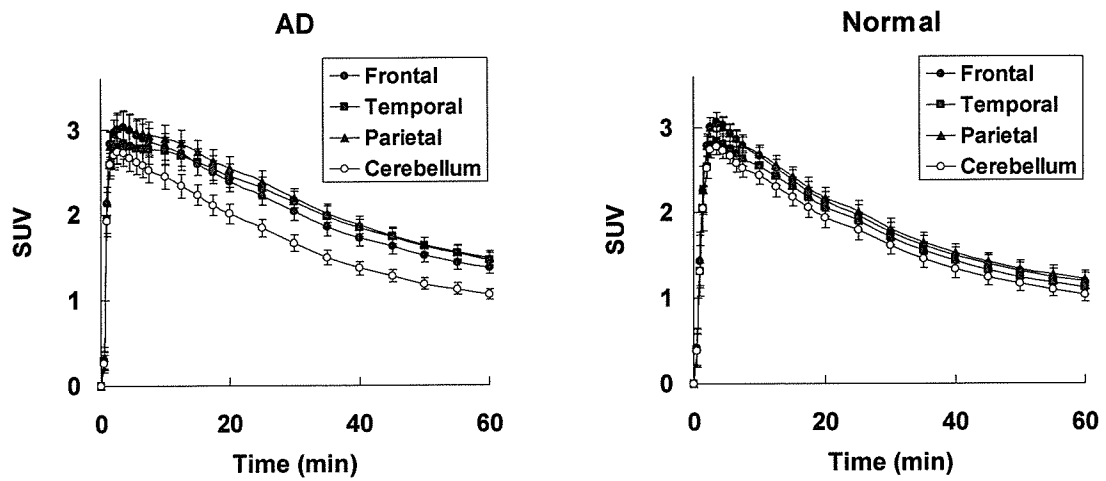 AD
Frontal
Temporal
Parietal
Cerebellum
3
2
1
0
SUV
0 20 40 60
Time (min)
Normal
Frontal
Temporal
Parietal
Cerebellum
3
2
1
0
SUV
0 20 40 60
Time (min)